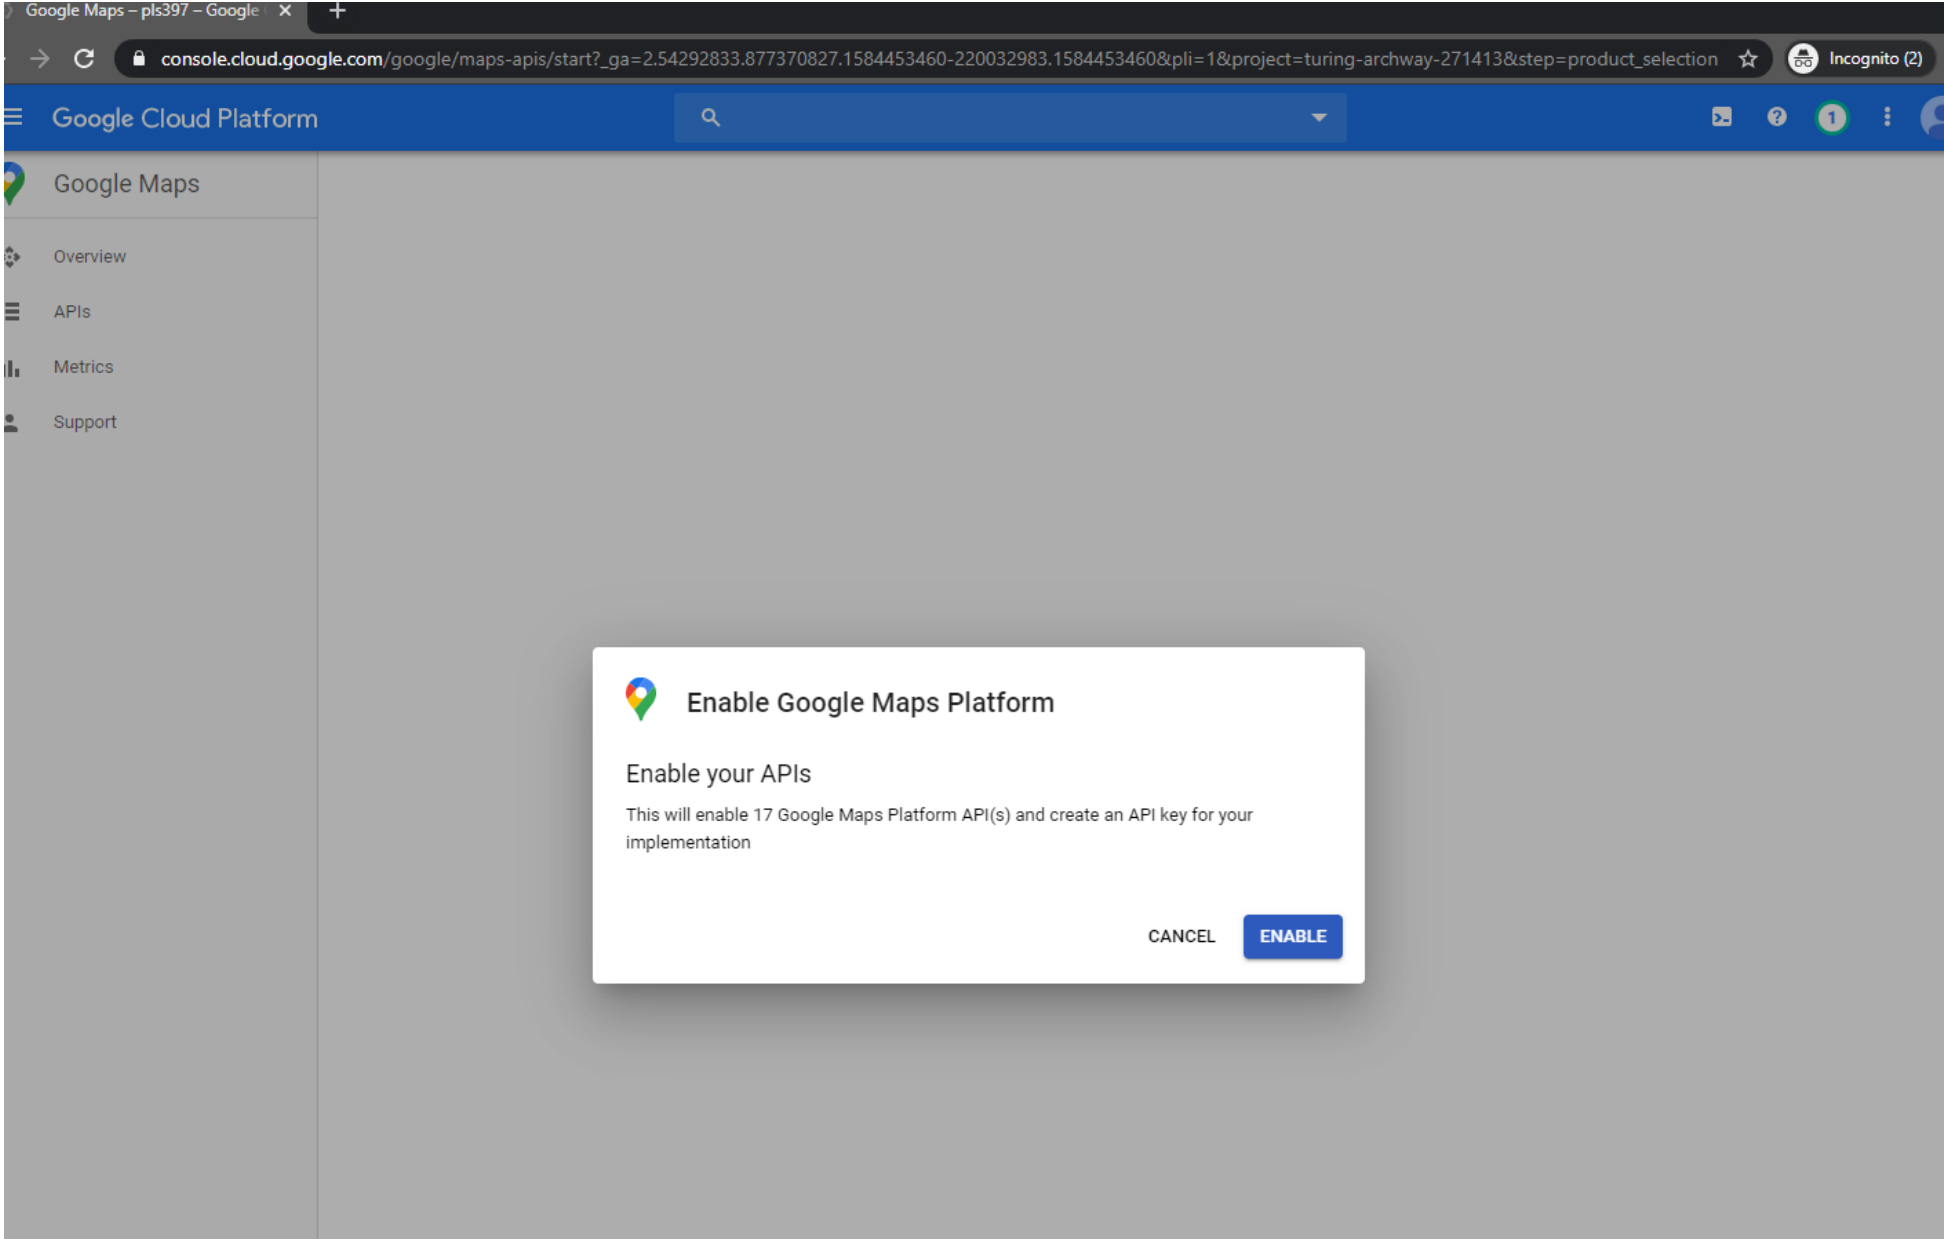 Google Maps – pls397 – Google
console.cloud.google.com/google/maps-apis/start?_ga=2.54292833.877370827.1584453460-220032983.1584453460&pli=1&project=turing-archway-271413&step=product_selection
Incognito (2)
Google Cloud Platform
1
Google Maps
Overview
APIs
Metrics
Support
Enable Google Maps Platform
Enable your APIs
This will enable 17 Google Maps Platform API(s) and create an API key for your
implementation
CANCEL
ENABLE